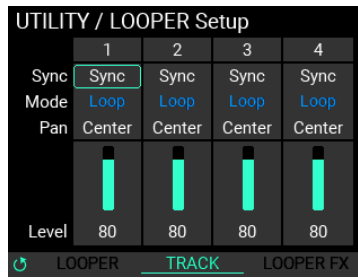 UTILITY / LOOPER Setup
1 2 3 4
Sync Sync Sync Sync Sync
Mode Loop Loop Loop Loop
Pan Center Center Center Center
Level 80 80 80 80
LOOPER TRACK LOOPER FX